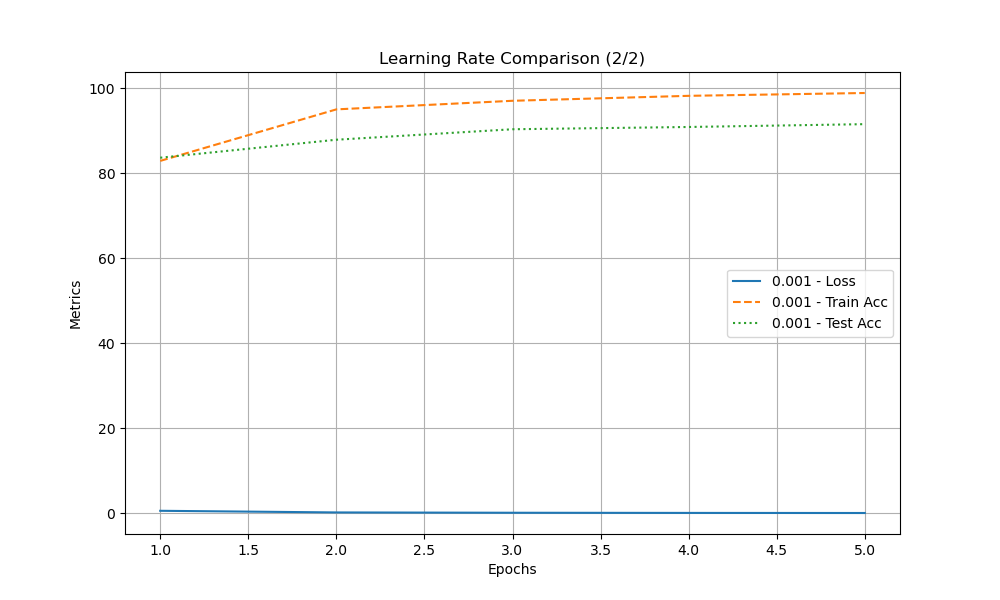 Learning Rate Comparison (2/2)
100
80
60
40
20
0
Metrics
0.001 - Loss
0.001 - Train Acc
0.001 - Test Acc
1.0 1.5 2.0 2.5 3.0 3.5 4.0 4.5 5.0
Epochs